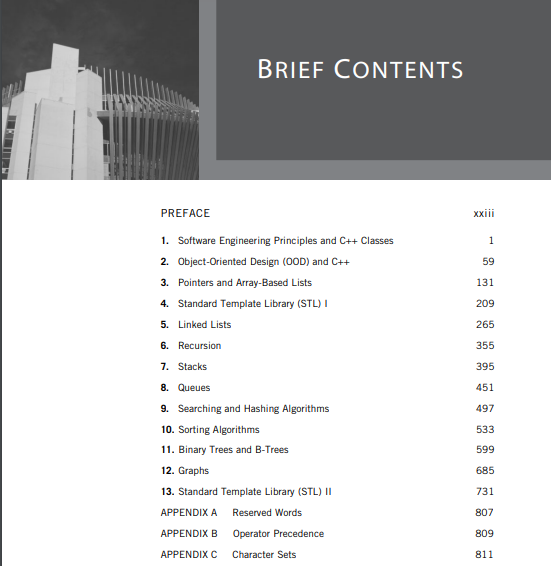 BRIEF CONTENTS
PREFACE xxiii
1. Software Engineering Principles and C++ Classes 1
2. Object-Oriented Design (OOD) and C++ 59
3. Pointers and Array-Based Lists 131
4. Standard Template Library (STL) I 209
5. Linked Lists 265
6. Recursion 355
7. Stacks 395
8. Queues 451
9. Searching and Hashing Algorithms 497
10. Sorting Algorithms 533
11. Binary Trees and B-Trees 599
12. Graphs 685
13. Standard Template Library (STL) II 731
APPENDIX A Reserved Words 807
APPENDIX B Operator Precedence 809
APPENDIX C Character Sets 811